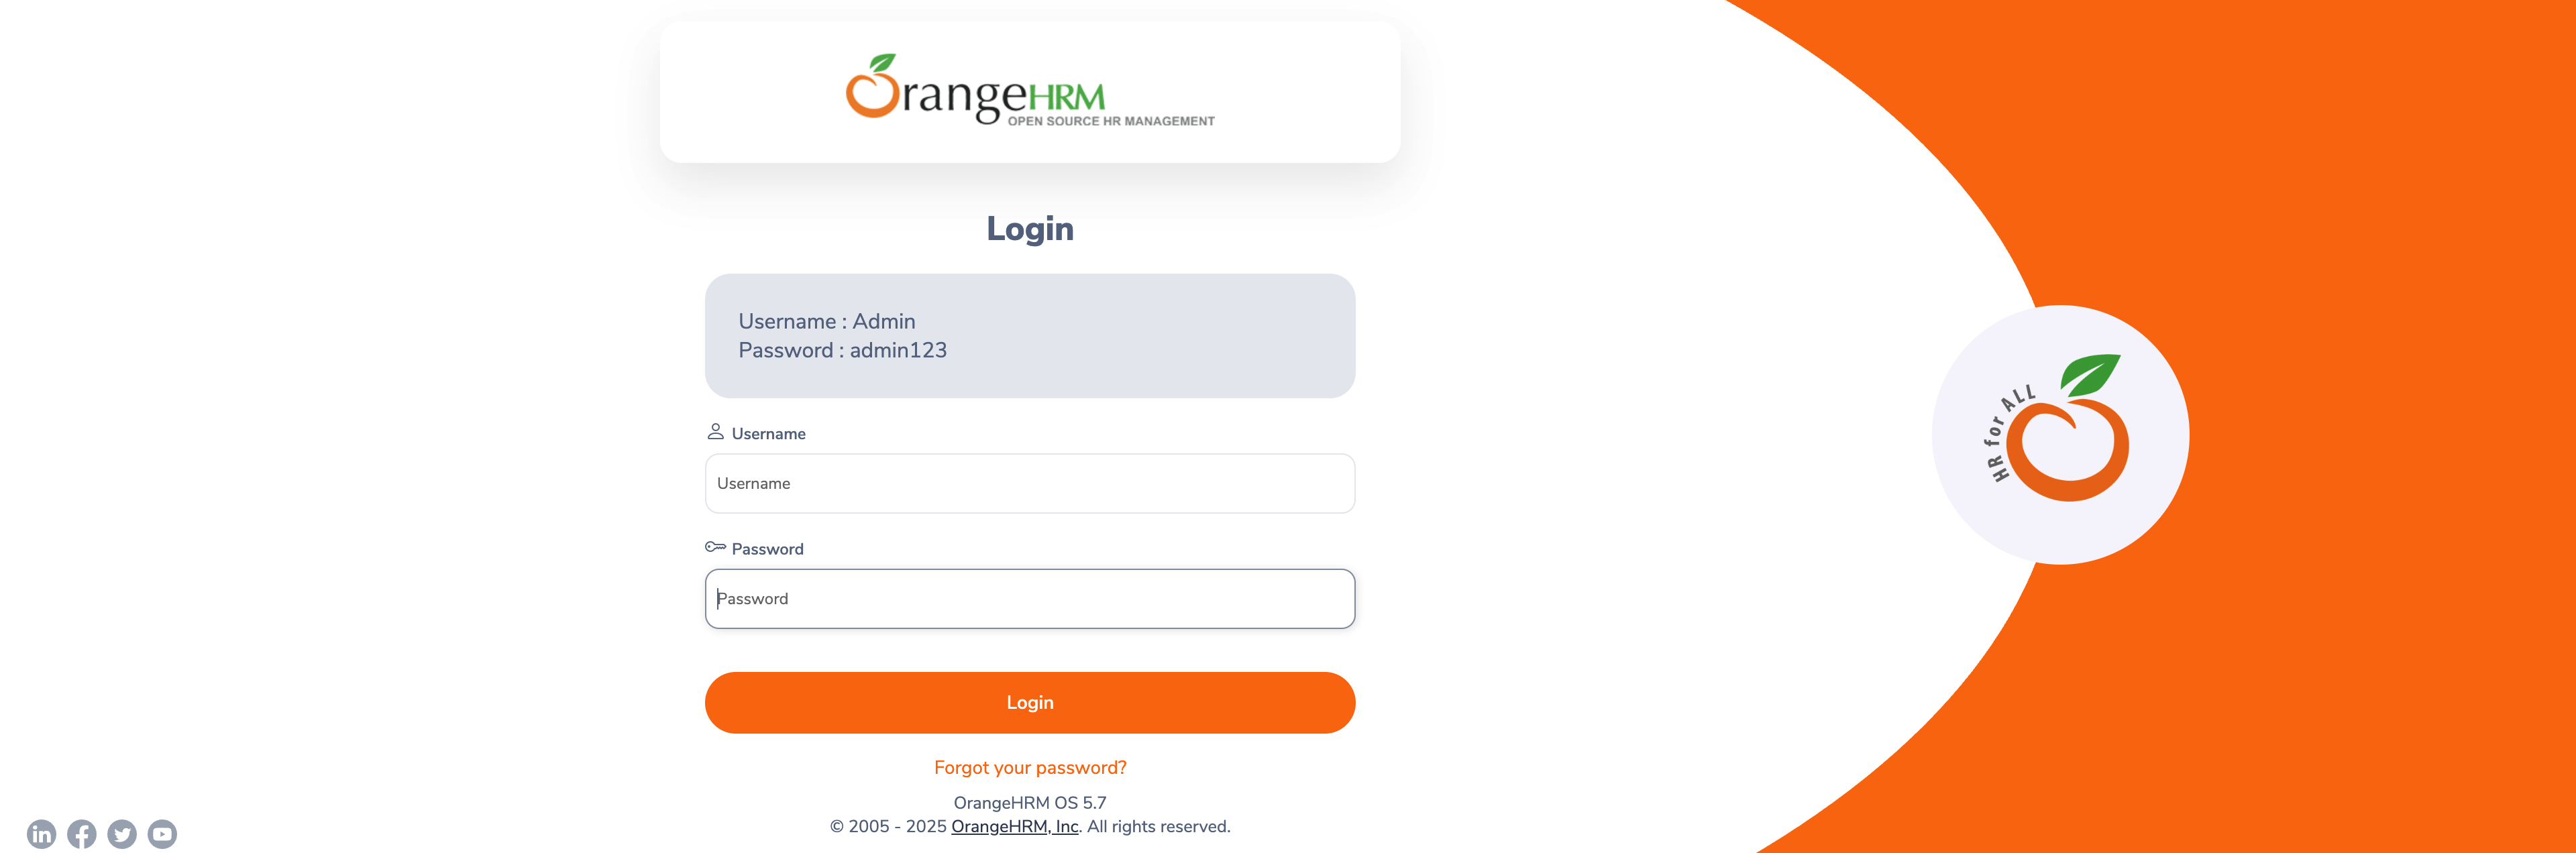 OrangeHRM
OPEN SOURCE HR MANAGEMENT
Login
Username : Admin
Password : admin123
Username
Username
Password
Password
Login
Forgot your password?
OrangeHRM OS 5.7
© 2005 - 2025 OrangeHRM, Inc. All rights reserved.
HR for ALL